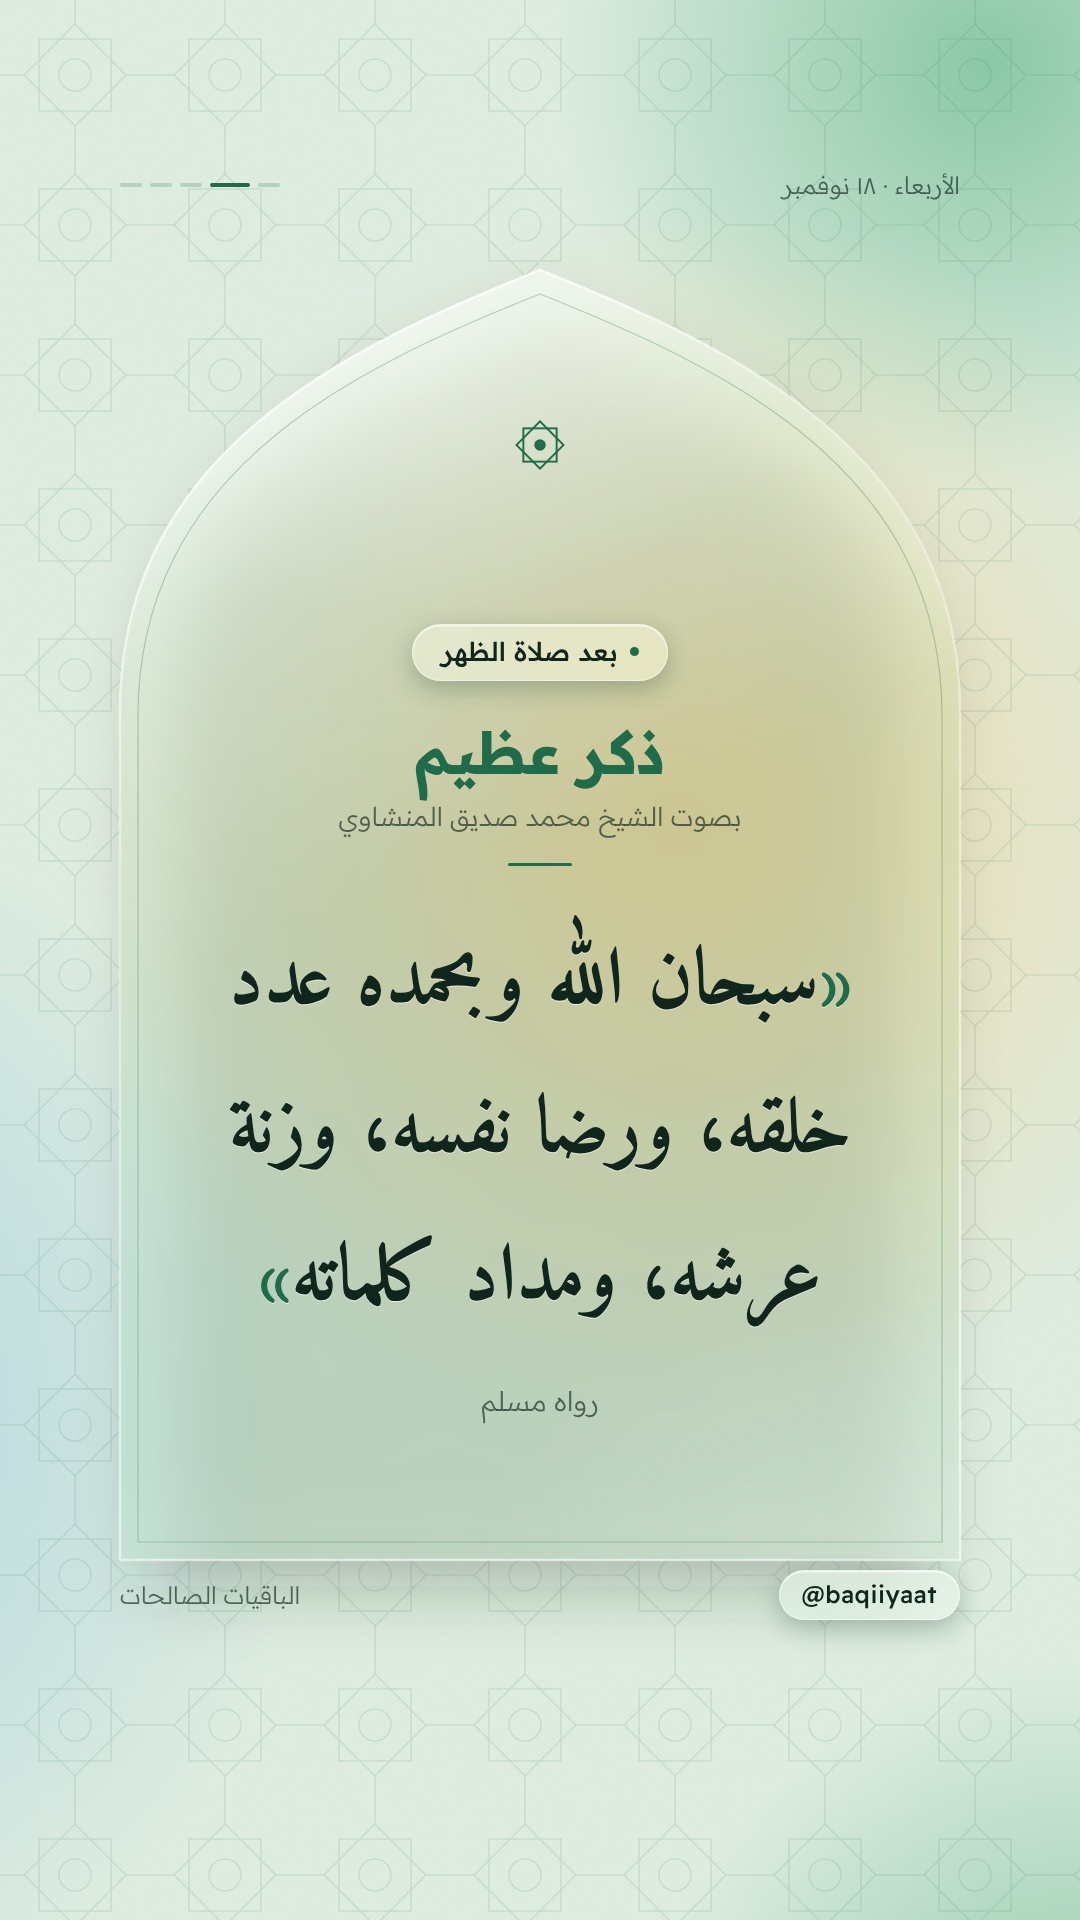 الأربعاء · ١٨ نوفمبر
بعد صلاة الظهر
ذكر عظيم
بصوت الشيخ محمد صديق المنشاوي
«سبحان الله وبحمده عدد
خلقه، ورضا نفسه، وزنة
عرشه، ومداد كلماته»
رواه مسلم
@baqiiyaat
الباقيات الصالحات